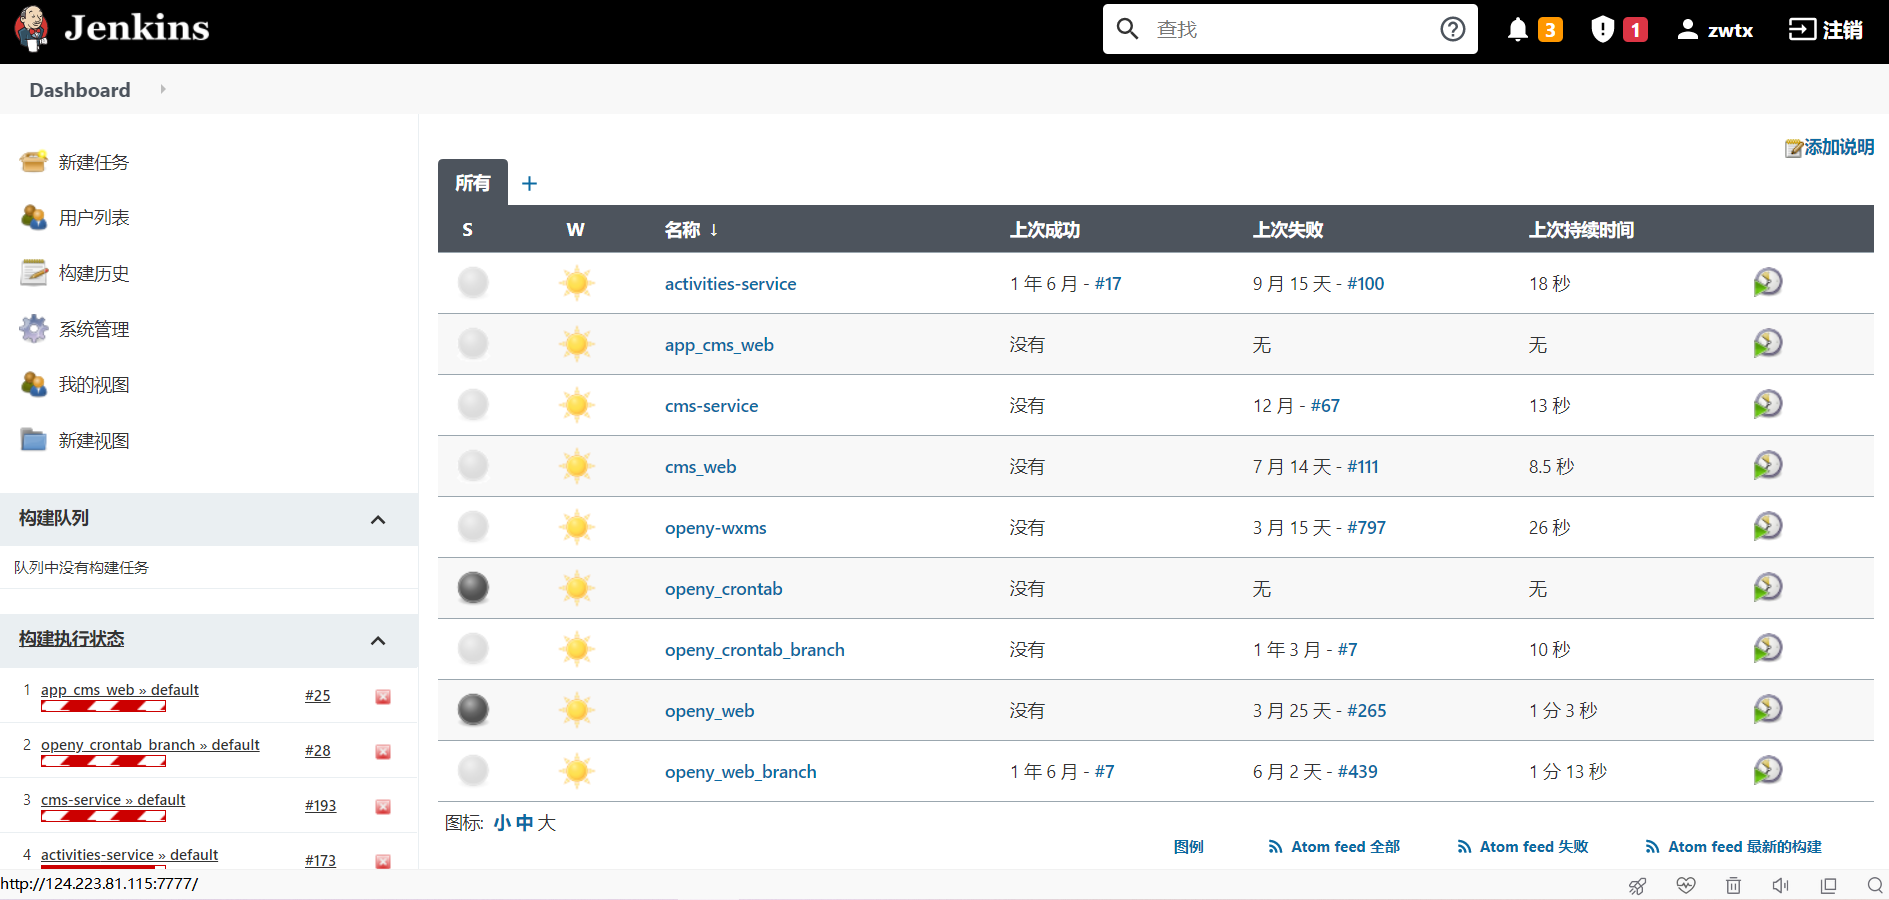 Jenkins
查找
3
1
zwtx
注销
Dashboard
新建任务
用户列表
构建历史
系统管理
我的视图
新建视图
构建队列
队列中没有构建任务
构建执行状态
1 app_cms_web » default #25
2 openy_crontab_branch » default #28
3 cms-service » default #193
4 activities-service » default #173
添加说明
所有 +
S W 名称 ↓ 上次成功 上次失败 上次持续时间
activities-service 1 年 6 月 - #17 9 月 15 天 - #100 18 秒
app_cms_web 没有 无 无
cms-service 没有 12 月 - #67 13 秒
cms_web 没有 7 月 14 天 - #111 8.5 秒
openy-wxms 没有 3 月 15 天 - #797 26 秒
openy_crontab 没有 无 无
openy_crontab_branch 没有 1 年 3 月 - #7 10 秒
openy_web 没有 3 月 25 天 - #265 1 分 3 秒
openy_web_branch 1 年 6 月 - #7 6 月 2 天 - #439 1 分 13 秒
图标: 小 中 大
图例 Atom feed 全部 Atom feed 失败 Atom feed 最新的构建
http://124.223.81.115:7777/